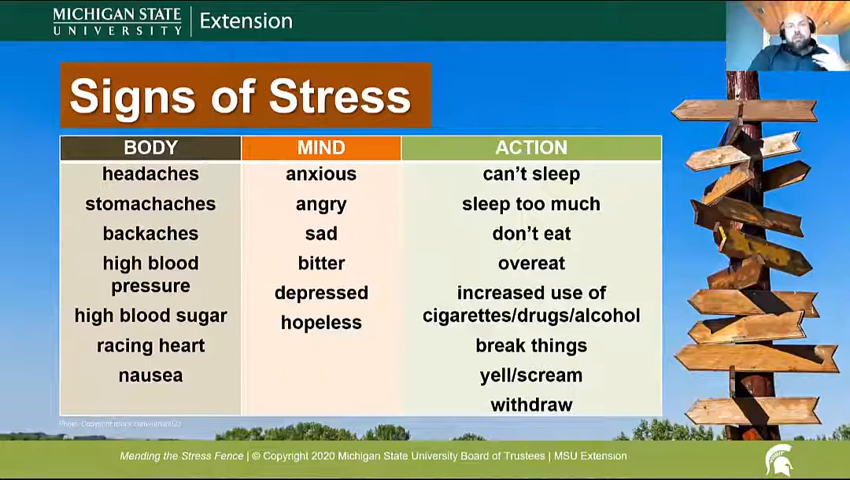 MICHIGAN STATE
UNIVERSITY
Extension
Signs of Stress
BODY
MIND
ACTION
headaches
anxious
can't sleep
stomachaches
angry
sleep too much
backaches
sad
don't eat
high blood
pressure
bitter
overeat
depressed
increased use of
cigarettes/drugs/alcohol
high blood sugar
hopeless
racing heart
break things
nausea
yell/scream
withdraw
Mending the Stress Fence | © Copyright 2020 Michigan State University Board of Trustees | MSU Extension